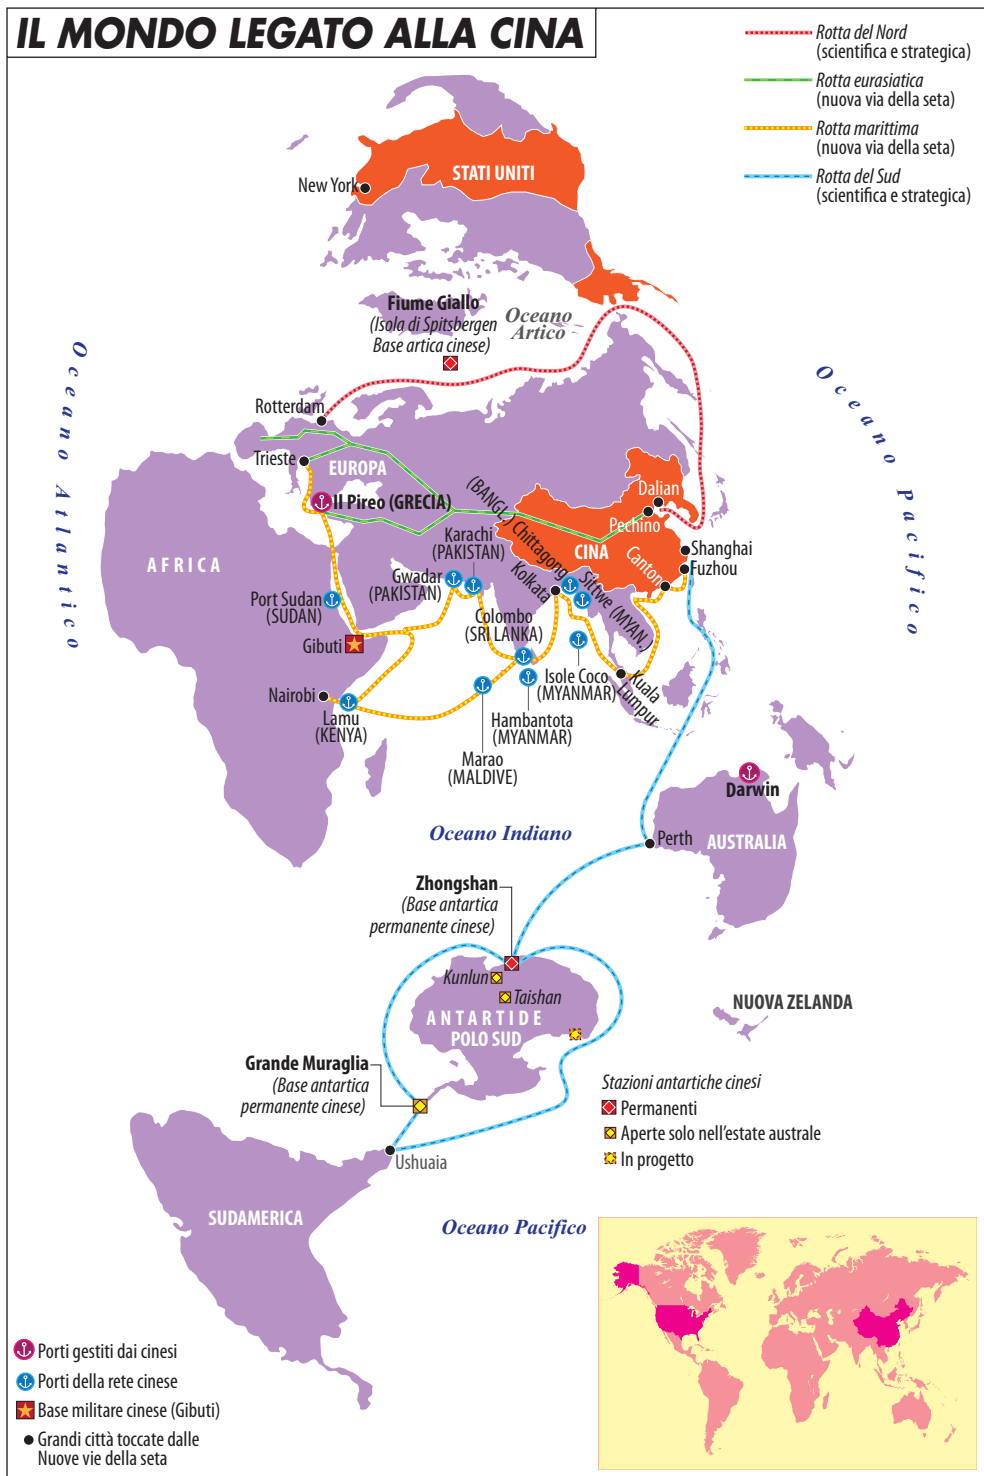 IL MONDO LEGATO ALLA CINA
Rotta del Nord
(scientifica e strategica)
Rotta eurasiatica
(nuova via della seta)
Rotta marittima
(nuova via della seta)
Rotta del Sud
(scientifica e strategica)
STATI UNITI
New York
Fiume Giallo
(Isola di Spitsbergen
Base artica cinese)
Oceano
Artico
Oceano Atlantico
Oceano Pacifico
Rotterdam
Trieste
EUROPA
Il Pireo (GRECIA)
Dalian
Pechino
CINA
Shanghai
Fuzhou
Canton
(BANGL.) Chittagong
Sittwe (MYAN.)
Kolkata
Karachi
(PAKISTAN)
Gwadar
(PAKISTAN)
AFRICA
Port Sudan
(SUDAN)
Gibuti
Colombo
(SRI LANKA)
Nairobi
Lamu
(KENYA)
Isole Coco
(MYANMAR)
Kuala
Lumpur
Hambantota
(MYANMAR)
Marao
(MALDIVE)
Darwin
Oceano Indiano
Perth
AUSTRALIA
Zhongshan
(Base antartica
permanente cinese)
Kunlun
Taishan
ANTARTIDE
POLO SUD
NUOVA ZELANDA
Grande Muraglia
(Base antartica
permanente cinese)
Stazioni antartiche cinesi
Permanenti
Aperte solo nell'estate australe
In progetto
Ushuaia
SUDAMERICA
Oceano Pacifico
Porti gestiti dai cinesi
Porti della rete cinese
Base militare cinese (Gibuti)
Grandi città toccate dalle
Nuove vie della seta